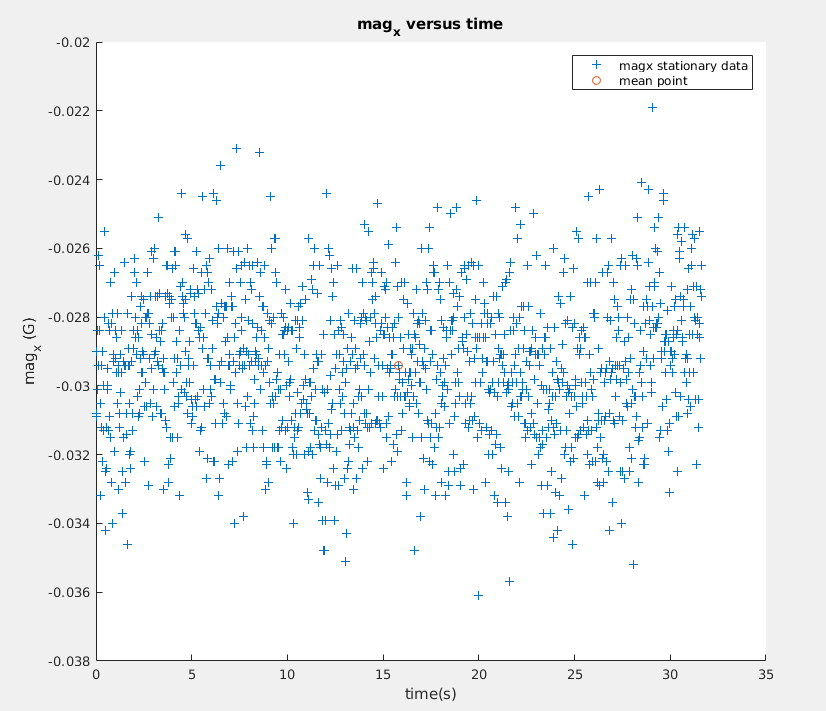 mag_x versus time
magx stationary data
mean point
-0.02
-0.022
-0.024
-0.026
-0.028
-0.03
-0.032
-0.034
-0.036
-0.038
mag_x (G)
0 5 10 15 20 25 30 35
time(s)